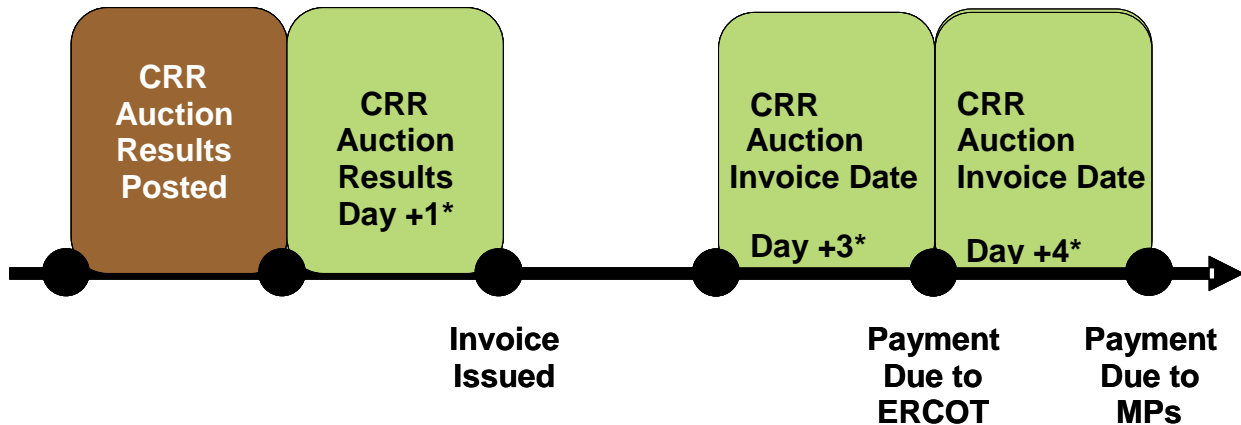 CRR
Auction
Results
Posted
CRR
Auction
Results
Day +1*
CRR
Auction
Invoice Date
Day +3*
CRR
Auction
Invoice Date
Day +4*
Invoice
Issued
Payment
Due to
ERCOT
Payment
Due to
MPs